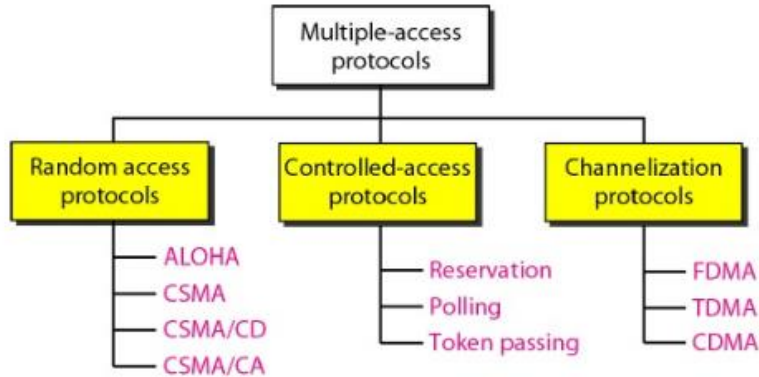 Multiple-access
protocols
Random access
protocols
Controlled-access
protocols
Channelization
protocols
ALOHA
CSMA
CSMA/CD
CSMA/CA
Reservation
Polling
Token passing
FDMA
TDMA
CDMA